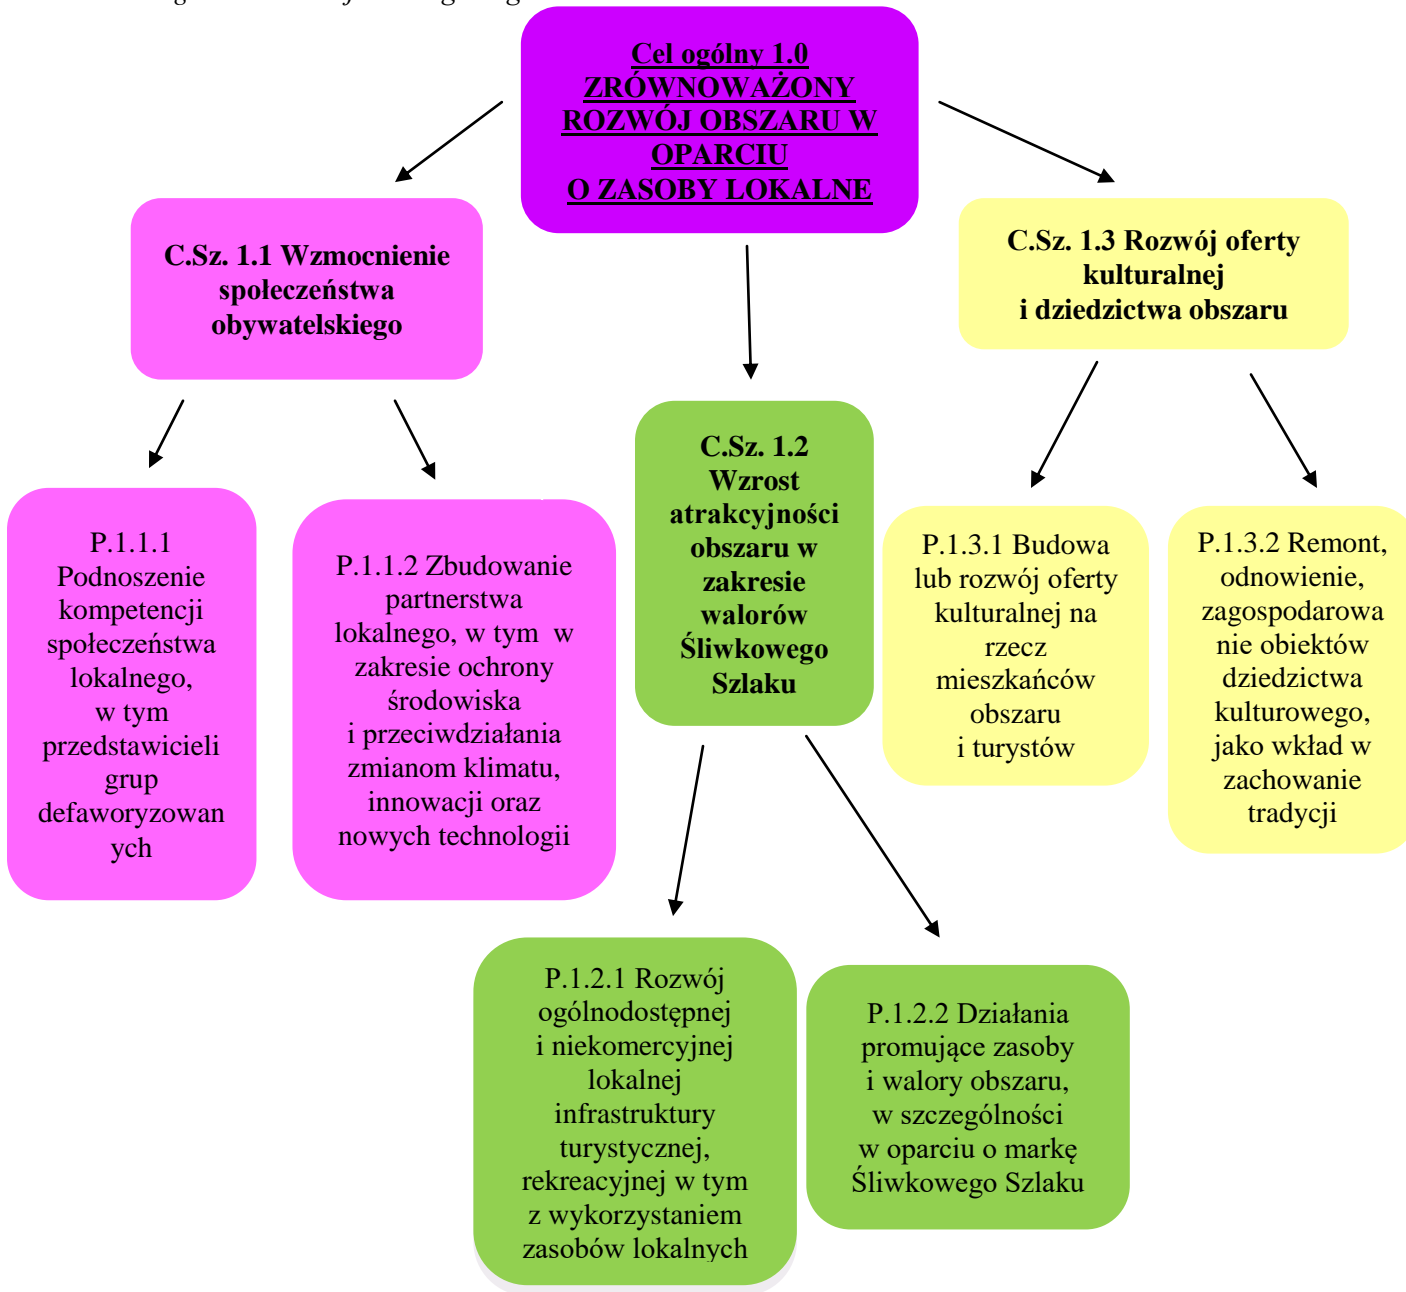 Cel ogólny 1.0
ZRÓWNOWAŻONY
ROZWÓJ OBSZARU W
OPARCIU
O ZASOBY LOKALNE
C.Sz. 1.1 Wzmocnienie
społeczeństwa
obywatelskiego
C.Sz. 1.3 Rozwój oferty
kulturalnej
i dziedzictwa obszaru
C.Sz. 1.2
Wzrost
atrakcyjności
obszaru w
zakresie
walorów
Śliwkowego
Szlaku
P.1.1.1
Podnoszenie
kompetencji
społeczeństwa
lokalnego,
w tym
przedstawicieli
grup
defaworyzowan
ych
P.1.1.2 Zbudowanie
partnerstwa
lokalnego, w tym w
zakresie ochrony
środowiska
i przeciwdziałania
zmianom klimatu,
innowacji oraz
nowych technologii
P.1.3.1 Budowa
lub rozwój oferty
kulturalnej na
rzecz
mieszkańców
obszaru
i turystów
P.1.3.2 Remont,
odnowienie,
zagospodarowa
nie obiektów
dziedzictwa
kulturowego,
jako wkład w
zachowanie
tradycji
P.1.2.1 Rozwój
ogólnodostępnej
i niekomercyjnej
lokalnej
infrastruktury
turystycznej,
rekreacyjnej w tym
z wykorzystaniem
zasobów lokalnych
P.1.2.2 Działania
promujące zasoby
i walory obszaru,
w szczególności
w oparciu o markę
Śliwkowego Szlaku